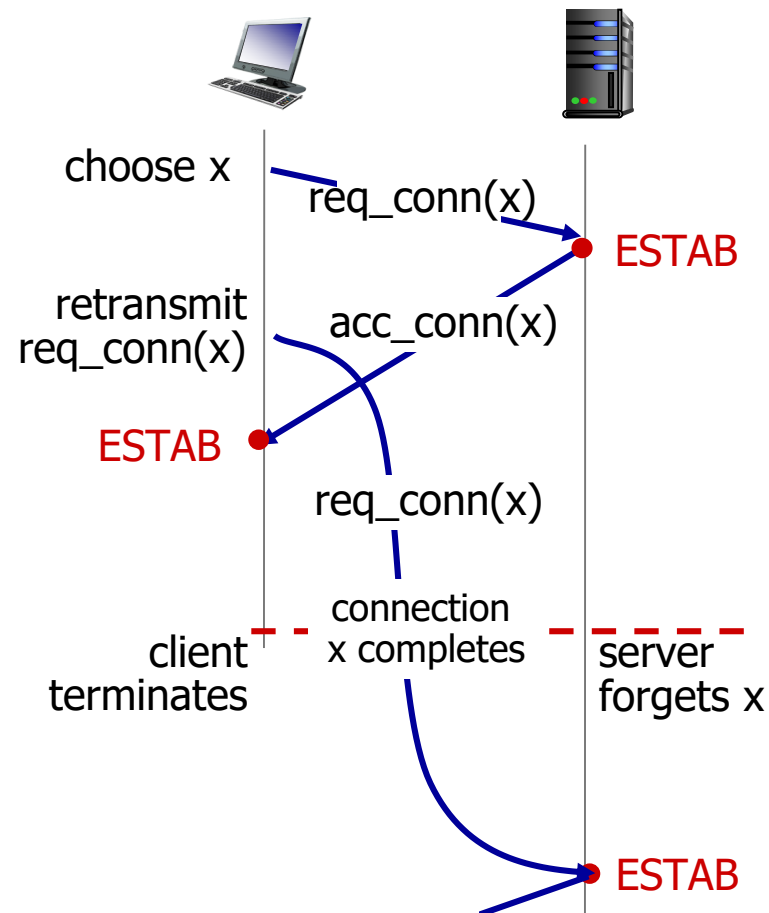 choose x
req_conn(x)
ESTAB
retransmit
req_conn(x)
acc_conn(x)
ESTAB
req_conn(x)
connection
x completes
client
terminates
server
forgets x
ESTAB